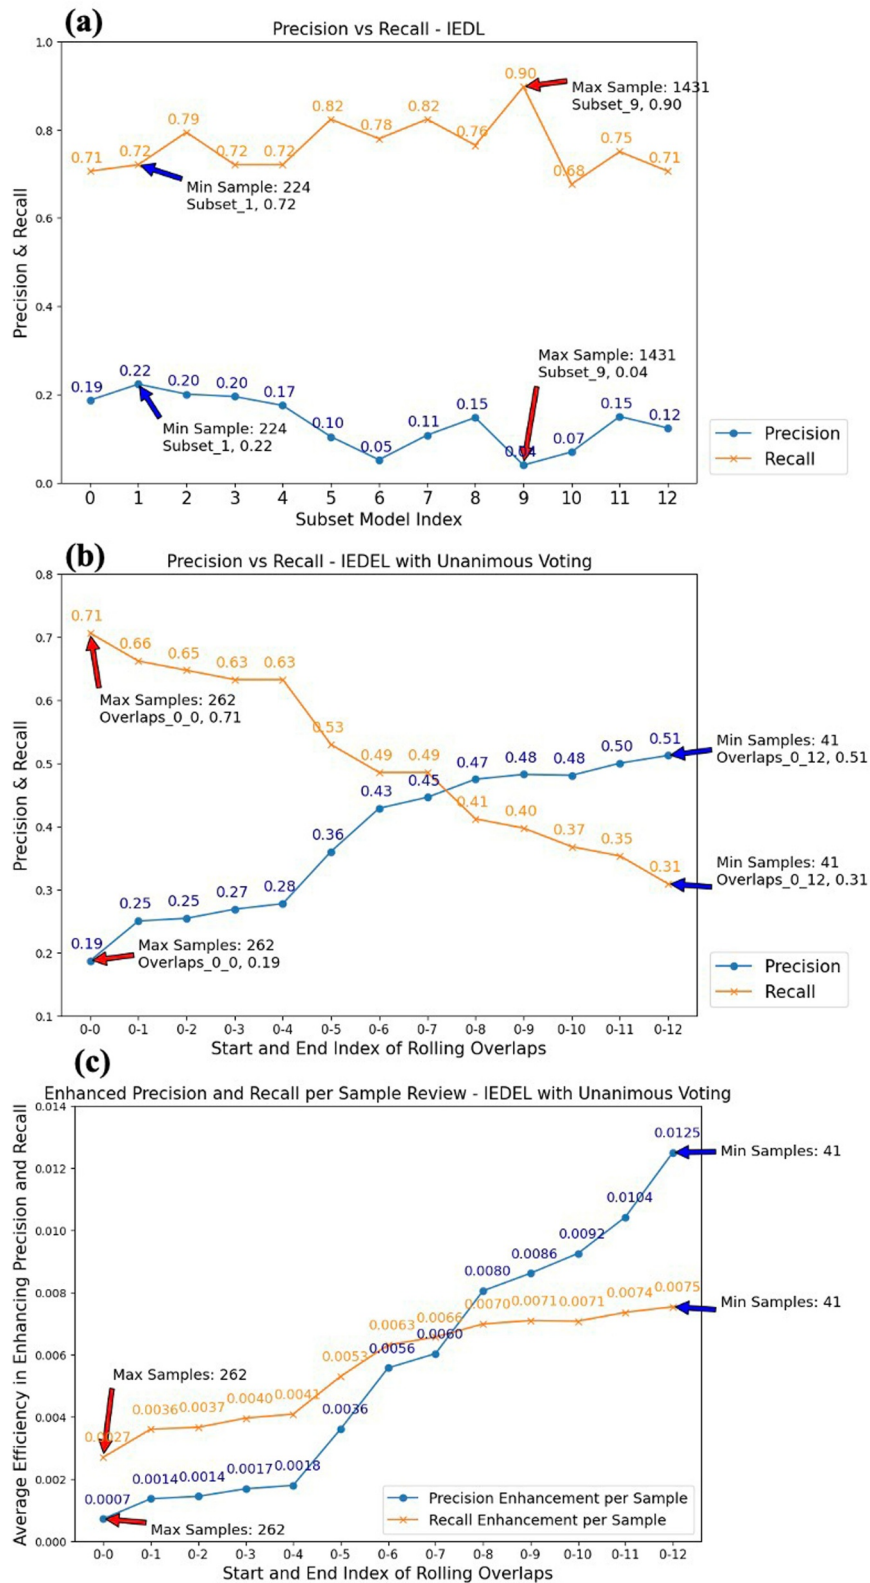 (a)
Precision vs Recall - IEDL
Precision & Recall
1.0
0.8
0.6
0.4
0.2
0.0
0.71
0.72
0.79
0.72
0.72
0.82
0.78
0.82
0.76
0.90
0.68
0.75
0.71
Max Sample: 1431
Subset_9, 0.90
Min Sample: 224
Subset_1, 0.72
Max Sample: 1431
Subset_9, 0.04
0.19
0.22
0.20
0.20
0.17
0.10
0.05
0.11
0.15
0.04
0.07
0.15
0.12
Min Sample: 224
Subset_1, 0.22
Precision
Recall
0 1 2 3 4 5 6 7 8 9 10 11 12
Subset Model Index
(b)
Precision vs Recall - IEDEL with Unanimous Voting
Precision & Recall
0.8
0.7
0.6
0.5
0.4
0.3
0.2
0.1
0.71
0.66
0.65
0.63
0.63
0.53
0.49
0.49
0.41
0.40
0.37
0.35
0.31
Max Samples: 262
Overlaps_0_0, 0.71
0.19
0.25
0.25
0.27
0.28
0.36
0.43
0.45
0.47
0.48
0.48
0.50
0.51
Min Samples: 41
Overlaps_0_12, 0.51
Min Samples: 41
Overlaps_0_12, 0.31
Max Samples: 262
Overlaps_0_0, 0.19
Precision
Recall
0-0 0-1 0-2 0-3 0-4 0-5 0-6 0-7 0-8 0-9 0-10 0-11 0-12
Start and End Index of Rolling Overlaps
(c)
Enhanced Precision and Recall per Sample Review - IEDEL with Unanimous Voting
Average Efficiency in Enhancing Precision and Recall
0.014
0.012
0.010
0.008
0.006
0.004
0.002
0.000
0.0007
0.0014
0.0014
0.0017
0.0018
0.0036
0.0056
0.0060
0.0080
0.0086
0.0092
0.0104
0.0125
Min Samples: 41
0.0027
0.0036
0.0037
0.0040
0.0041
0.0053
0.0063
0.0066
0.0070
0.0071
0.0071
0.0074
0.0075
Min Samples: 41
Max Samples: 262
Max Samples: 262
Precision Enhancement per Sample
Recall Enhancement per Sample
0-0 0-1 0-2 0-3 0-4 0-5 0-6 0-7 0-8 0-9 0-10 0-11 0-12
Start and End Index of Rolling Overlaps